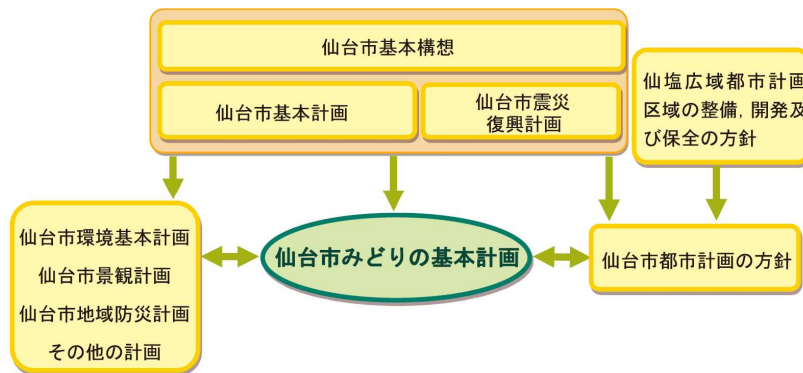 仙台市基本構想
仙台市基本計画
仙台市震災
復興計画
仙塩広域都市計画
区域の整備,開発及
び保全の方針
仙台市環境基本計画
仙台市景観計画
仙台市地域防災計画
その他の計画
仙台市みどりの基本計画
仙台市都市計画の方針